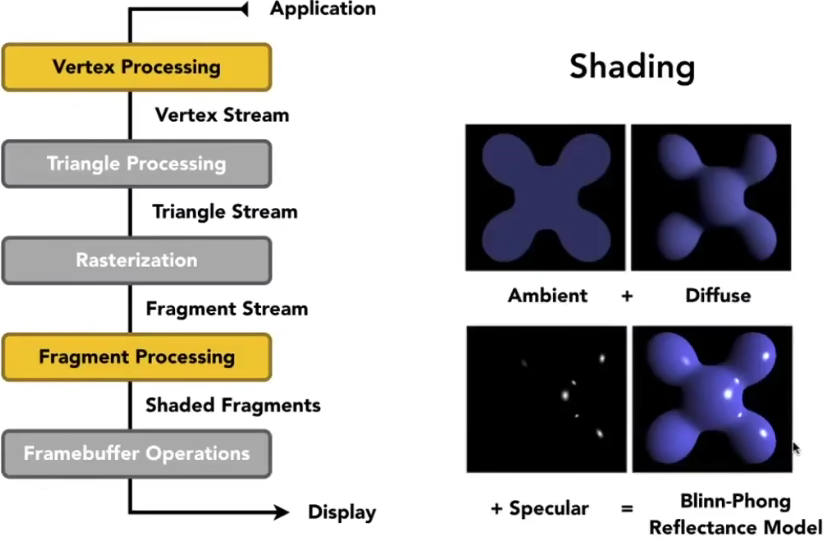 Application
Vertex Processing
Vertex Stream
Triangle Processing
Triangle Stream
Rasterization
Fragment Stream
Fragment Processing
Shaded Fragments
Framebuffer Operations
Display
Shading
Ambient + Diffuse
+ Specular = Blinn-Phong
Reflectance Model